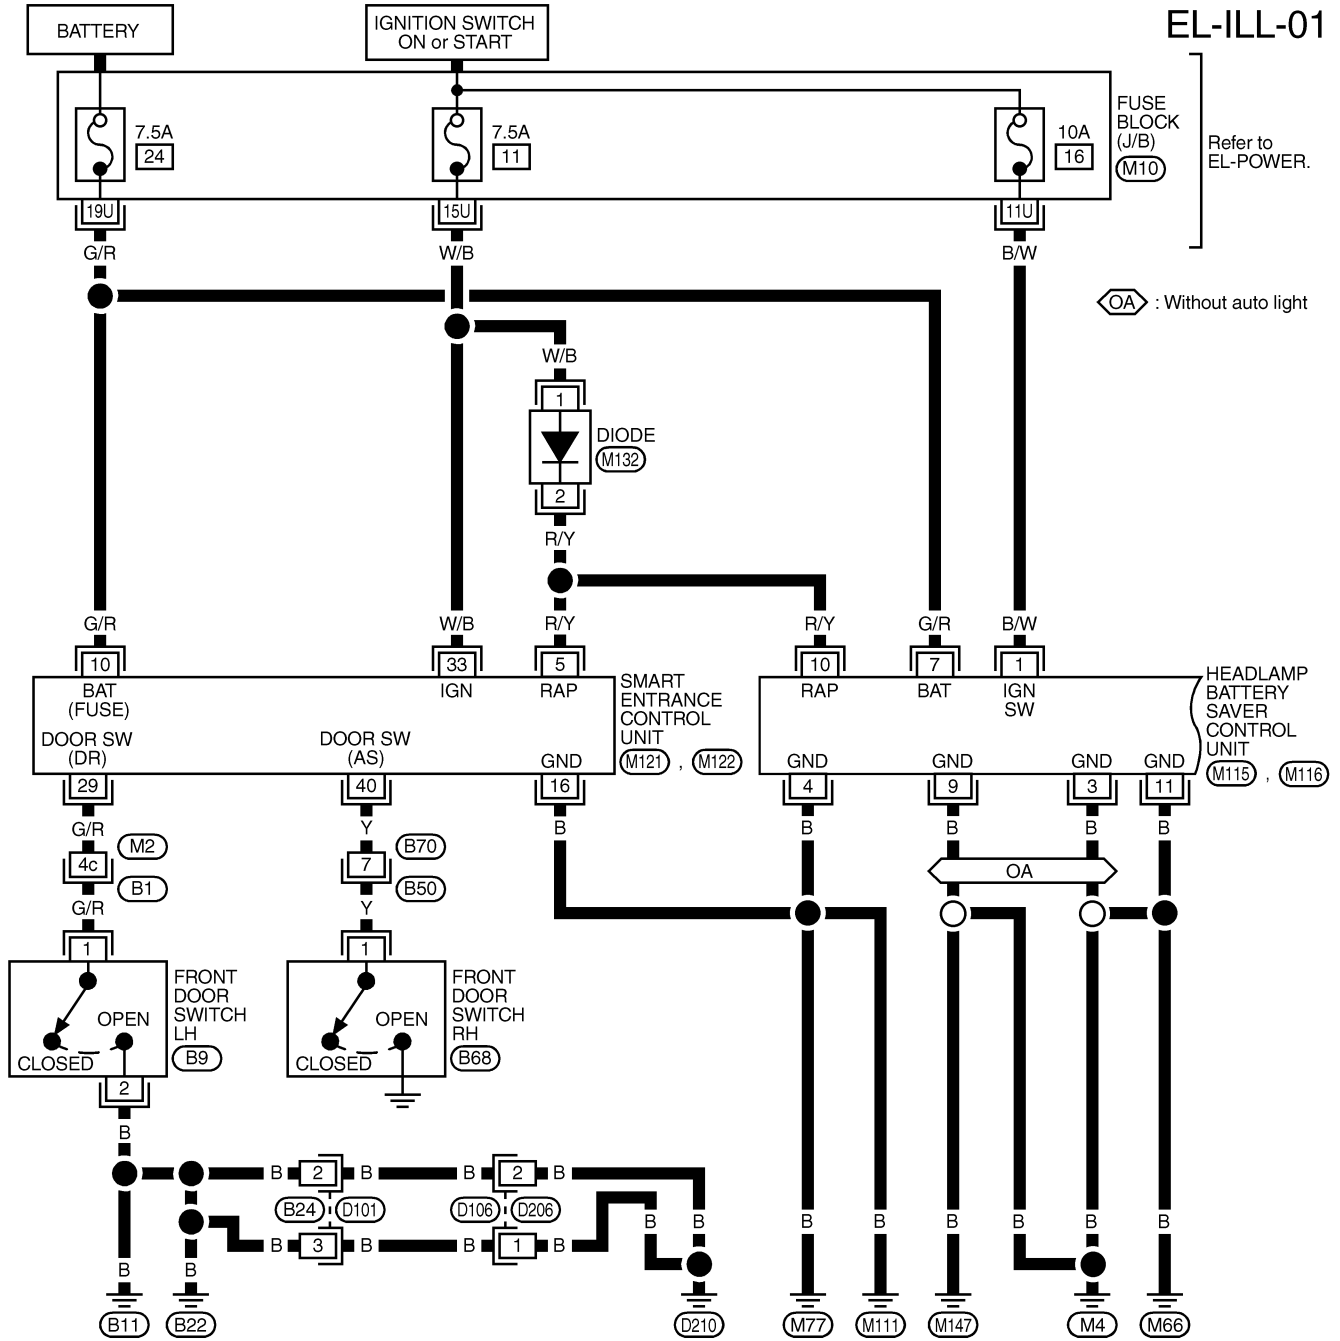 EL-ILL-01
BATTERY
IGNITION SWITCH
ON or START
7.5A
24
7.5A
11
10A
16
FUSE
BLOCK
(J/B)
M10
Refer to
EL-POWER.
19U
15U
11U
G/R
W/B
B/W
OA : Without auto light
W/B
1
DIODE
M132
2
R/Y
G/R
W/B
R/Y
R/Y
G/R
B/W
10
33
5
10
7
1
BAT
(FUSE)
IGN
RAP
RAP
BAT
IGN
SW
SMART
ENTRANCE
CONTROL
UNIT
M121 , M122
HEADLAMP
BATTERY
SAVER
CONTROL
UNIT
M115 , M116
DOOR SW
(DR)
DOOR SW
(AS)
GND
GND
GND
GND
GND
29
40
16
4
9
3
11
G/R
Y
B
B
B
B
B
4c
M2
B1
7
B70
B50
OA
G/R
Y
1
1
FRONT
DOOR
SWITCH
LH
B9
OPEN
CLOSED
FRONT
DOOR
SWITCH
RH
B68
OPEN
CLOSED
2
B
B
2
B
B
2
B
B24
D101
D106
D206
B
3
B
B
1
B
B
B
B
B
B
B
B
B
B
B
B11
B22
D210
M77
M111
M147
M4
M66